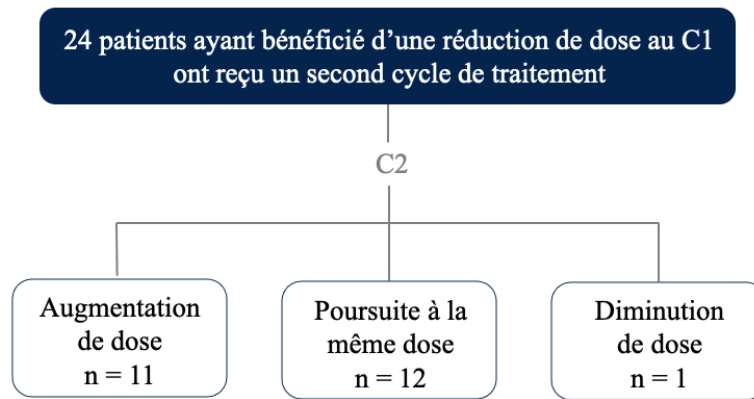 24 patients ayant bénéficié d’une réduction de dose au C1
ont reçu un second cycle de traitement
C2
Augmentation
de dose
n = 11
Poursuite à la
même dose
n = 12
Diminution
de dose
n = 1